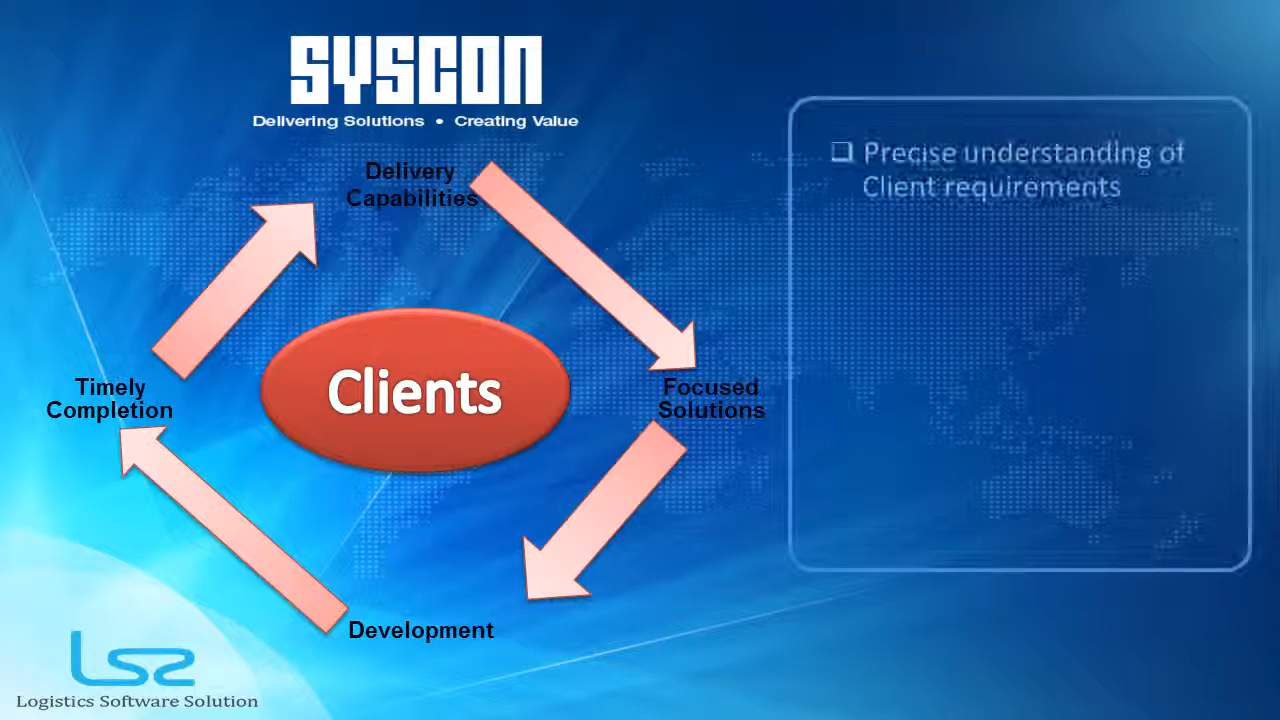 SYSCON
Delivering Solutions • Creating Value
Delivery
Capabilities
❑ Precise understanding of
Client requirements
Clients
Timely
Completion
Focused
Solutions
Development
LSS
Logistics Software Solution